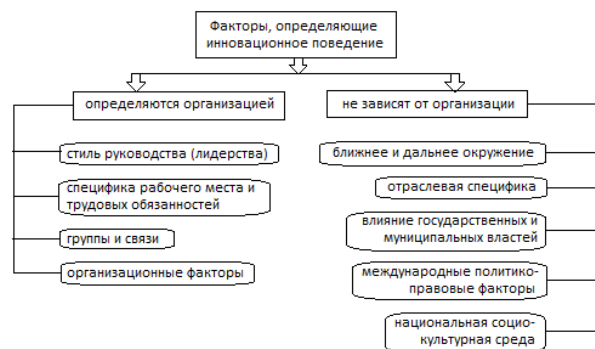 Факторы, определяющие
инновационное поведение
определяются организацией
не зависят от организации
стиль руководства (лидерства)
специфика рабочего места и
трудовых обязанностей
группы и связи
организационные факторы
ближнее и дальнее окружение
отраслевая специфика
влияние государственных и
муниципальных властей
международные политико-
правовые факторы
национальная социо-
культурная среда